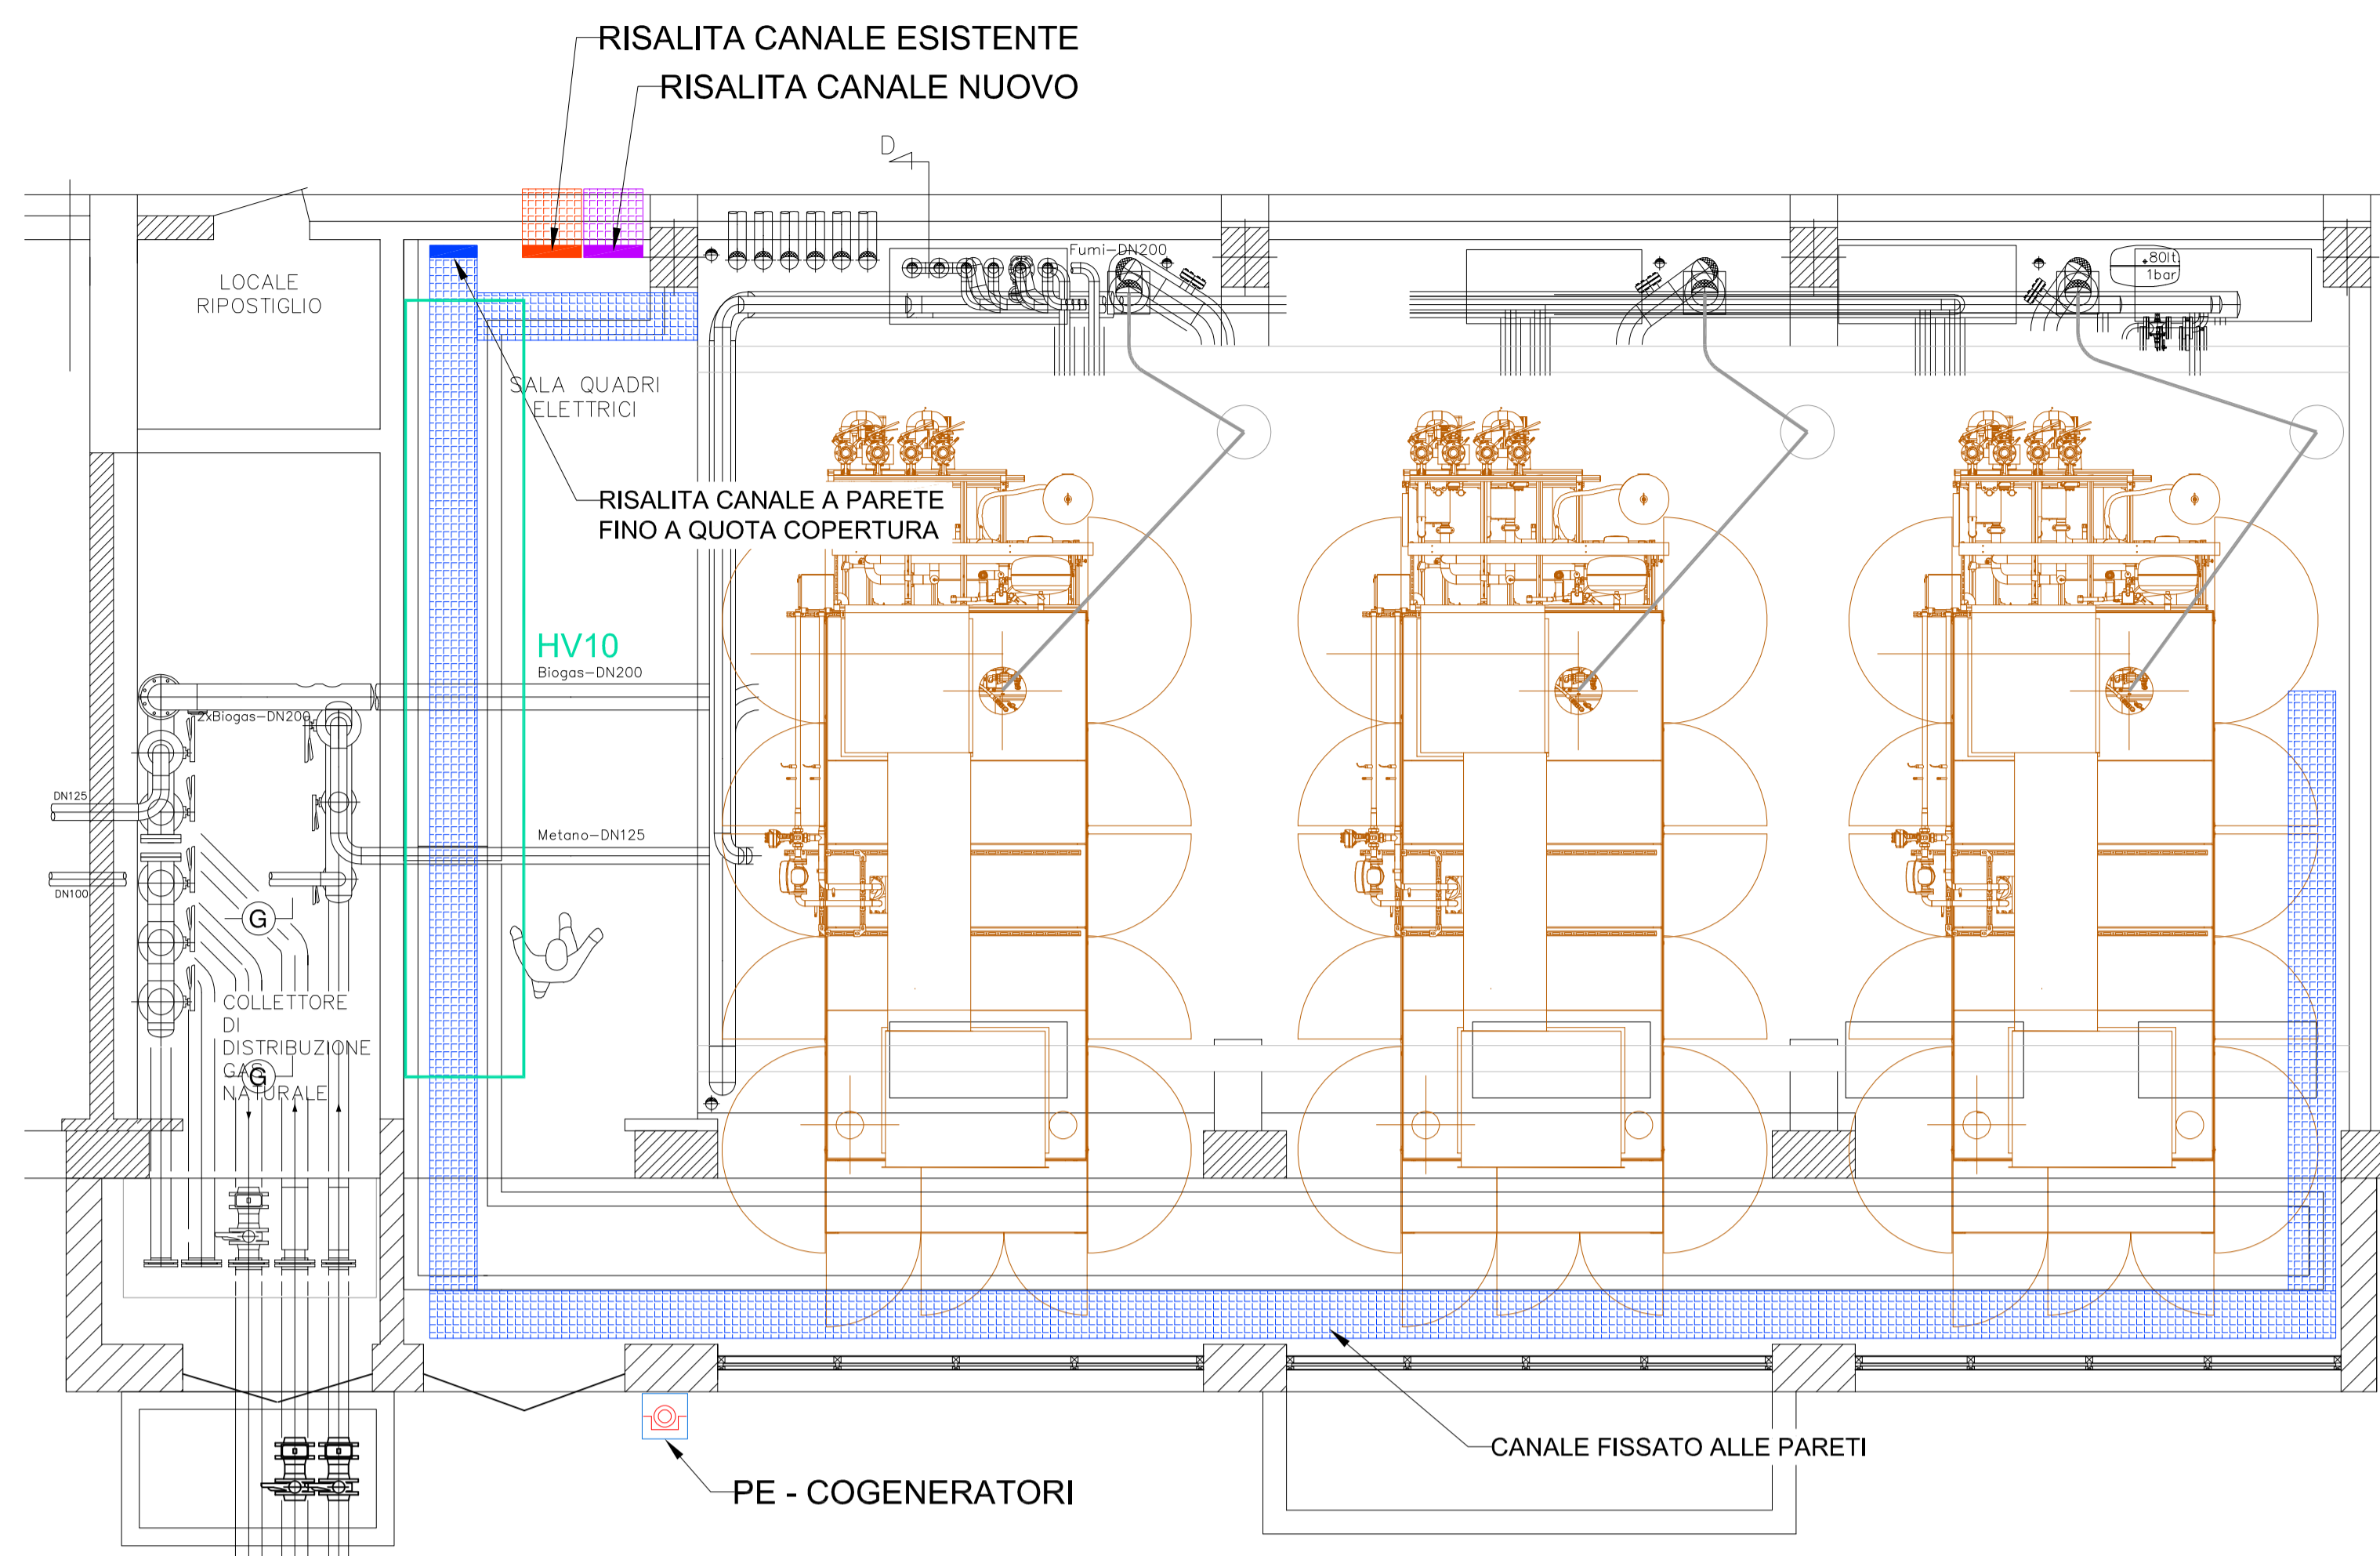 RISALITA CANALE ESISTENTE
RISALITA CANALE NUOVO
D
Fumi-DN200
80lt.
1bar
LOCALE
RIPOSTIGLIO
SALA QUADRI
ELETTRICI
RISALITA CANALE A PARETE
FINO A QUOTA COPERTURA
HV10
Biogas-DN200
2xBiogas-DN200
DN125
Metano-DN125
DN100
G
COLLETTORE
DI
DISTRIBUZIONE
GAS
G
NATURALE
CANALE FISSATO ALLE PARETI
PE - COGENERATORI